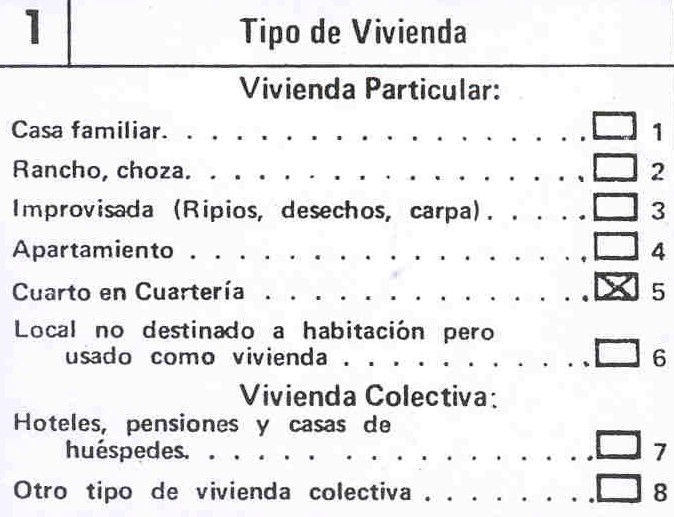 1 Tipo de Vivienda
Vivienda Particular:
Casa familiar. . . . . . . . . . . . . . . . . . 1
Rancho, choza. . . . . . . . . . . . . . . . . 2
Improvisada (Ripios, desechos, carpa) . . . . . 3
Apartamiento . . . . . . . . . . . . . . . . . 4
Cuarto en Cuartería . . . . . . . . . . . . . ☒ 5
Local no destinado a habitación pero
usado como vivienda . . . . . . . . . . . 6
Vivienda Colectiva:
Hoteles, pensiones y casas de
huéspedes. . . . . . . . . . . . . . . . . 7
Otro tipo de vivienda colectiva . . . . . . . . 8